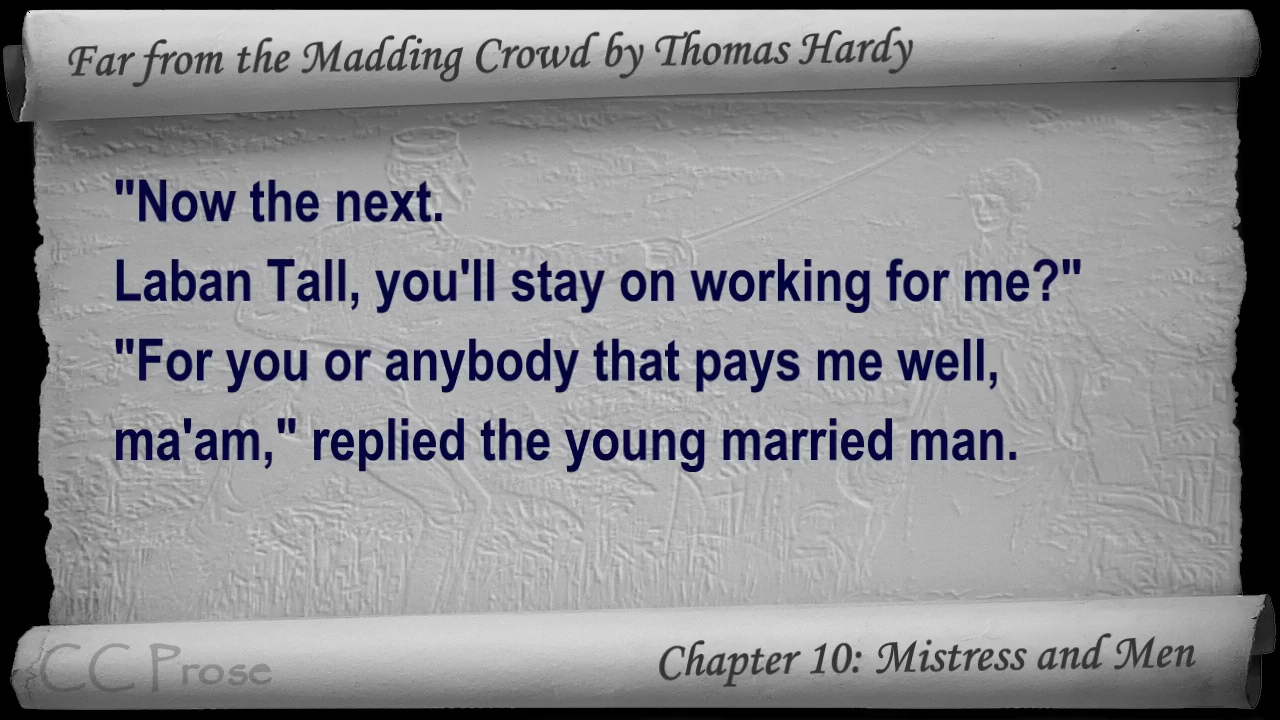 Far from the Madding Crowd by Thomas Hardy
"Now the next.
Laban Tall, you'll stay on working for me?"
"For you or anybody that pays me well,
ma'am," replied the young married man.
CC Prose
Chapter 10: Mistress and Men